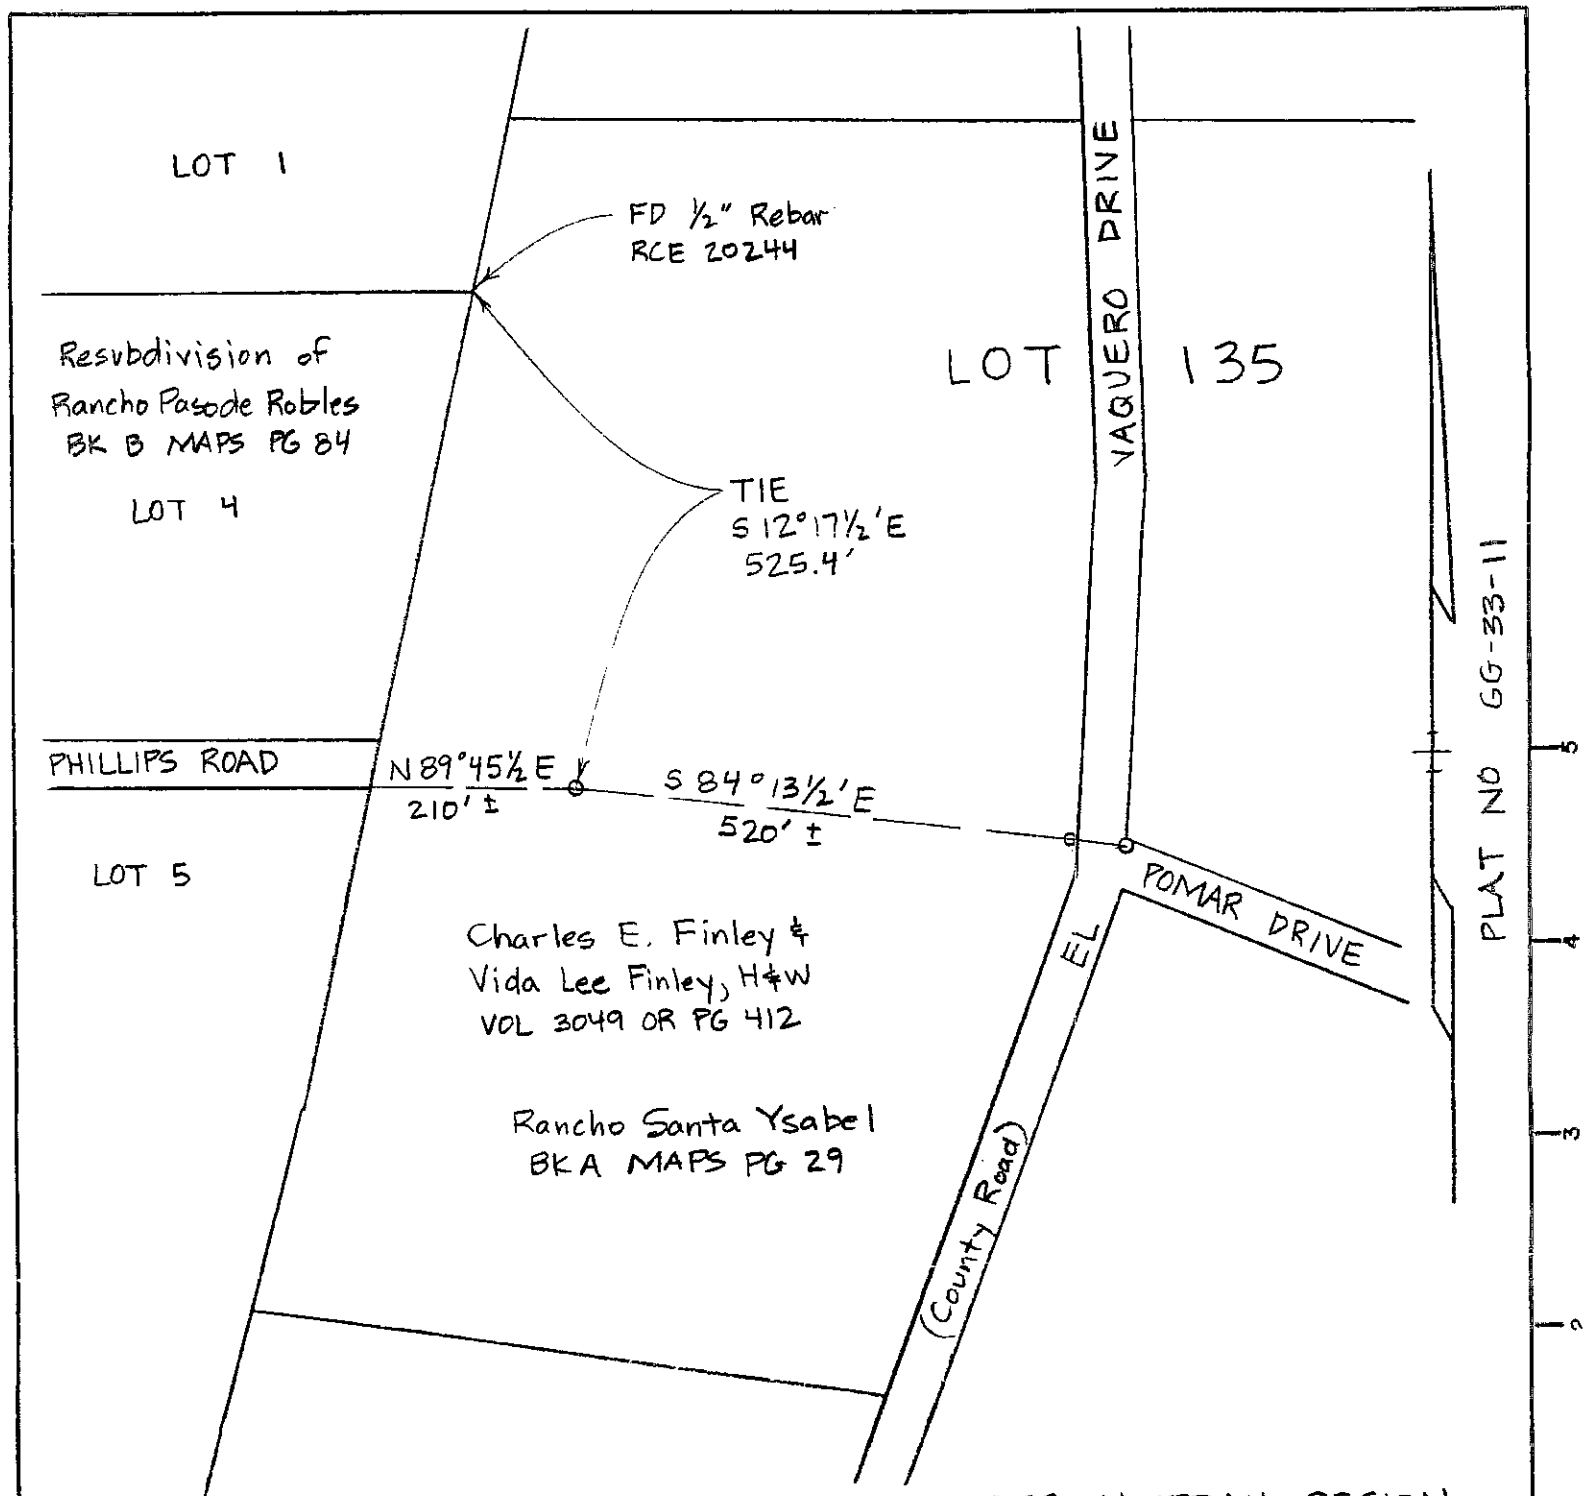 LOT 1
FD ½" Rebar
RCE 20244
VAQUERO DRIVE
Resubdivision of
Rancho Pasode Robles
BK B MAPS PG 84
LOT 4
LOT 135
TIE
S 12°17½'E
525.4'
PHILLIPS ROAD
N 89°45½ E
210' ±
S 84°13½'E
520' ±
LOT 5
POMAR DRIVE
EL
Charles E. Finley &
Vida Lee Finley, H&W
VOL 3049 OR PG 412
Rancho Santa Ysabel
BK A MAPS PG 29
(County Road)
PLAT NO GG-33-11
5
4
3
2